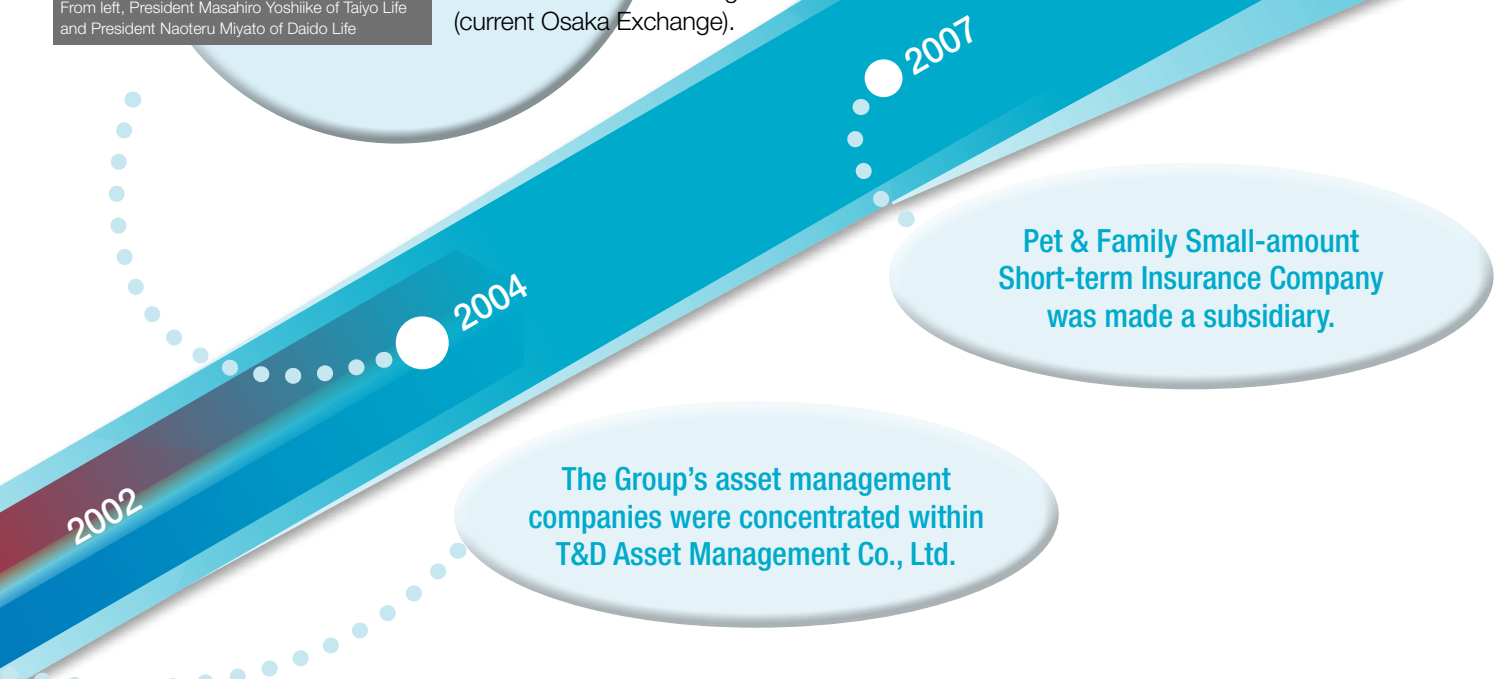 From left, President Masahiro Yoshiike of Taiyo Life
and President Naoteru Miyato of Daido Life
(current Osaka Exchange).
2007
Pet & Family Small-amount
Short-term Insurance Company
was made a subsidiary.
2004
The Group’s asset management
companies were concentrated within
T&D Asset Management Co., Ltd.
2002